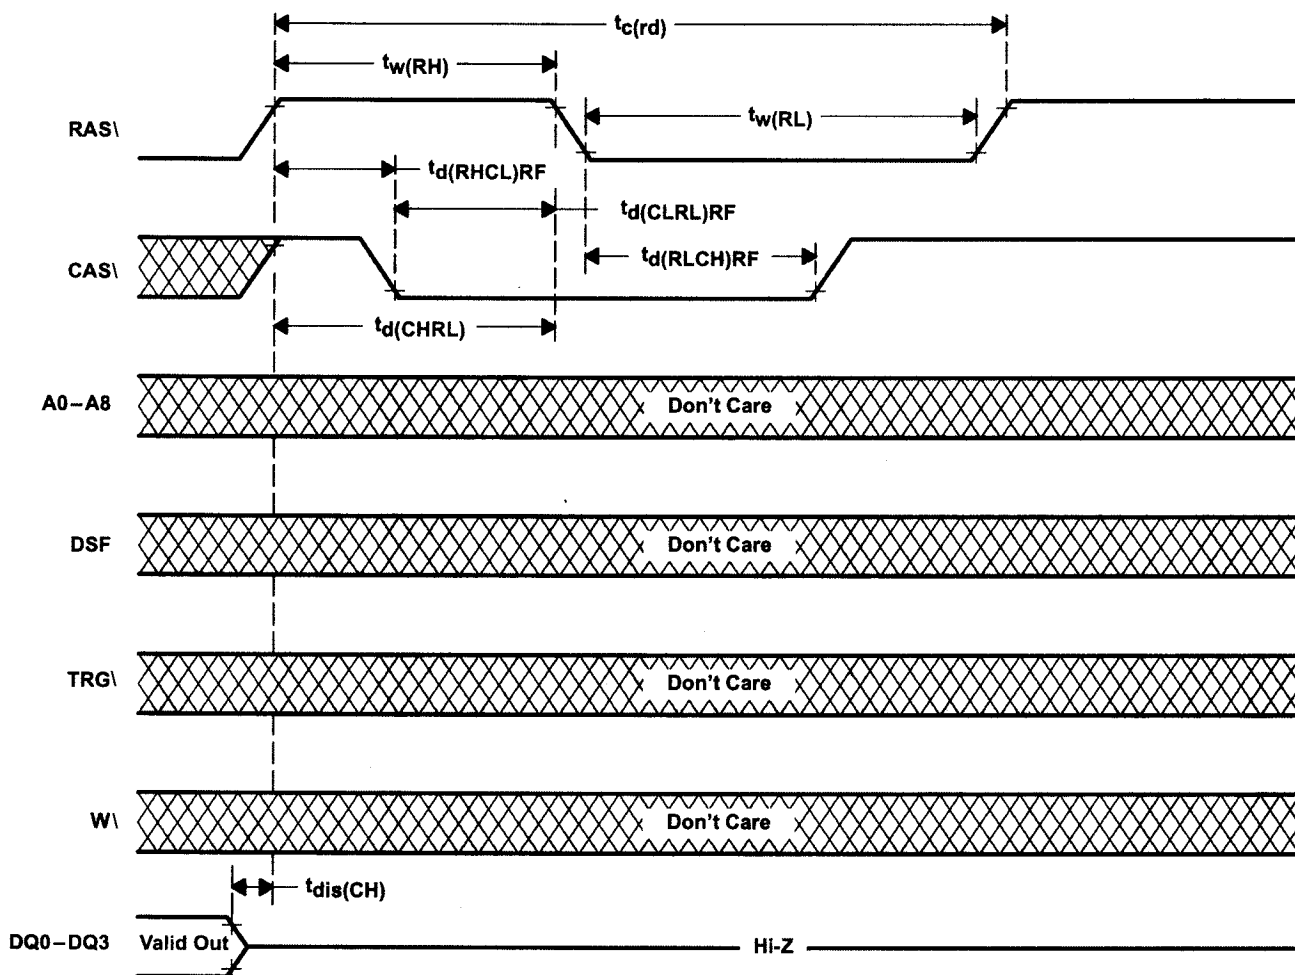 tc(rd)
tw(RH)
RAS\
tw(RL)
td(RHCL)RF
td(CLRL)RF
CAS\
td(RLCH)RF
td(CHRL)
A0–A8 Don't Care
DSF Don't Care
TRG\ Don't Care
W\ Don't Care
tdis(CH)
DQ0–DQ3 Valid Out Hi-Z